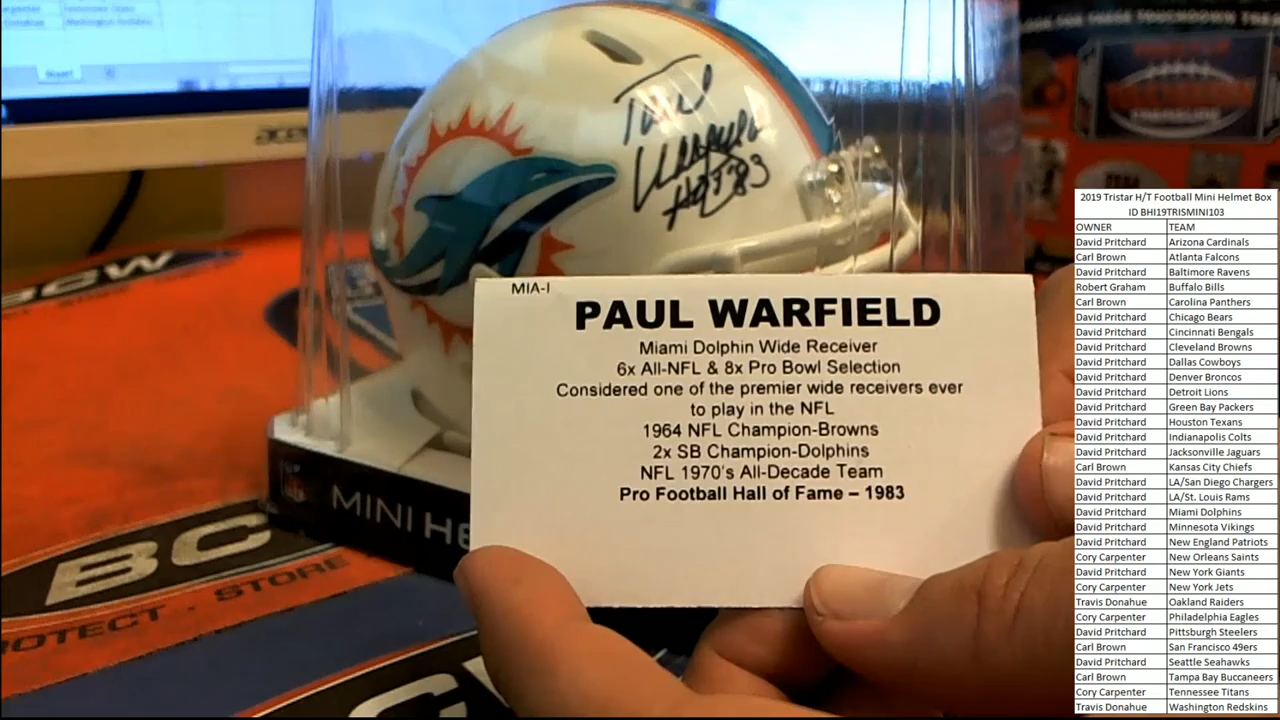 acer
Paul
Warfield
HOF 83
MIA-I
PAUL WARFIELD
Miami Dolphin Wide Receiver
6x All-NFL & 8x Pro Bowl Selection
Considered one of the premier wide receivers ever
to play in the NFL
1964 NFL Champion-Browns
2x SB Champion-Dolphins
NFL 1970's All-Decade Team
Pro Football Hall of Fame – 1983
MINI HE
BC
PROTECT · STORE
2019 Tristar H/T Football Mini Helmet Box
ID BHI19TRISMINI103
OWNER TEAM
David Pritchard Arizona Cardinals
Carl Brown Atlanta Falcons
David Pritchard Baltimore Ravens
Robert Graham Buffalo Bills
Carl Brown Carolina Panthers
David Pritchard Chicago Bears
David Pritchard Cincinnati Bengals
David Pritchard Cleveland Browns
David Pritchard Dallas Cowboys
David Pritchard Denver Broncos
David Pritchard Detroit Lions
David Pritchard Green Bay Packers
David Pritchard Houston Texans
David Pritchard Indianapolis Colts
David Pritchard Jacksonville Jaguars
Carl Brown Kansas City Chiefs
David Pritchard LA/San Diego Chargers
David Pritchard LA/St. Louis Rams
David Pritchard Miami Dolphins
David Pritchard Minnesota Vikings
David Pritchard New England Patriots
Cory Carpenter New Orleans Saints
David Pritchard New York Giants
Cory Carpenter New York Jets
Travis Donahue Oakland Raiders
Cory Carpenter Philadelphia Eagles
David Pritchard Pittsburgh Steelers
Carl Brown San Francisco 49ers
David Pritchard Seattle Seahawks
Carl Brown Tampa Bay Buccaneers
Cory Carpenter Tennessee Titans
Travis Donahue Washington Redskins